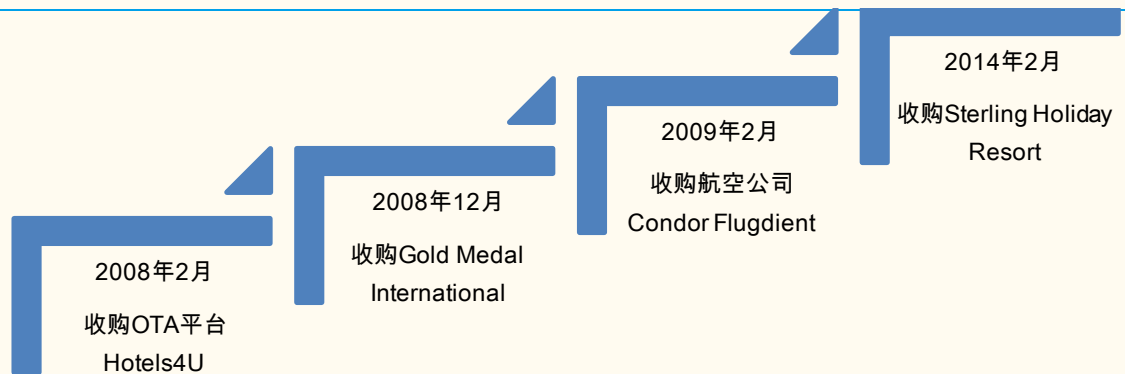 2008年2月
收购OTA平台
Hotels4U
2008年12月
收购Gold Medal
International
2009年2月
收购航空公司
Condor Flugdient
2014年2月
收购Sterling Holiday
Resort